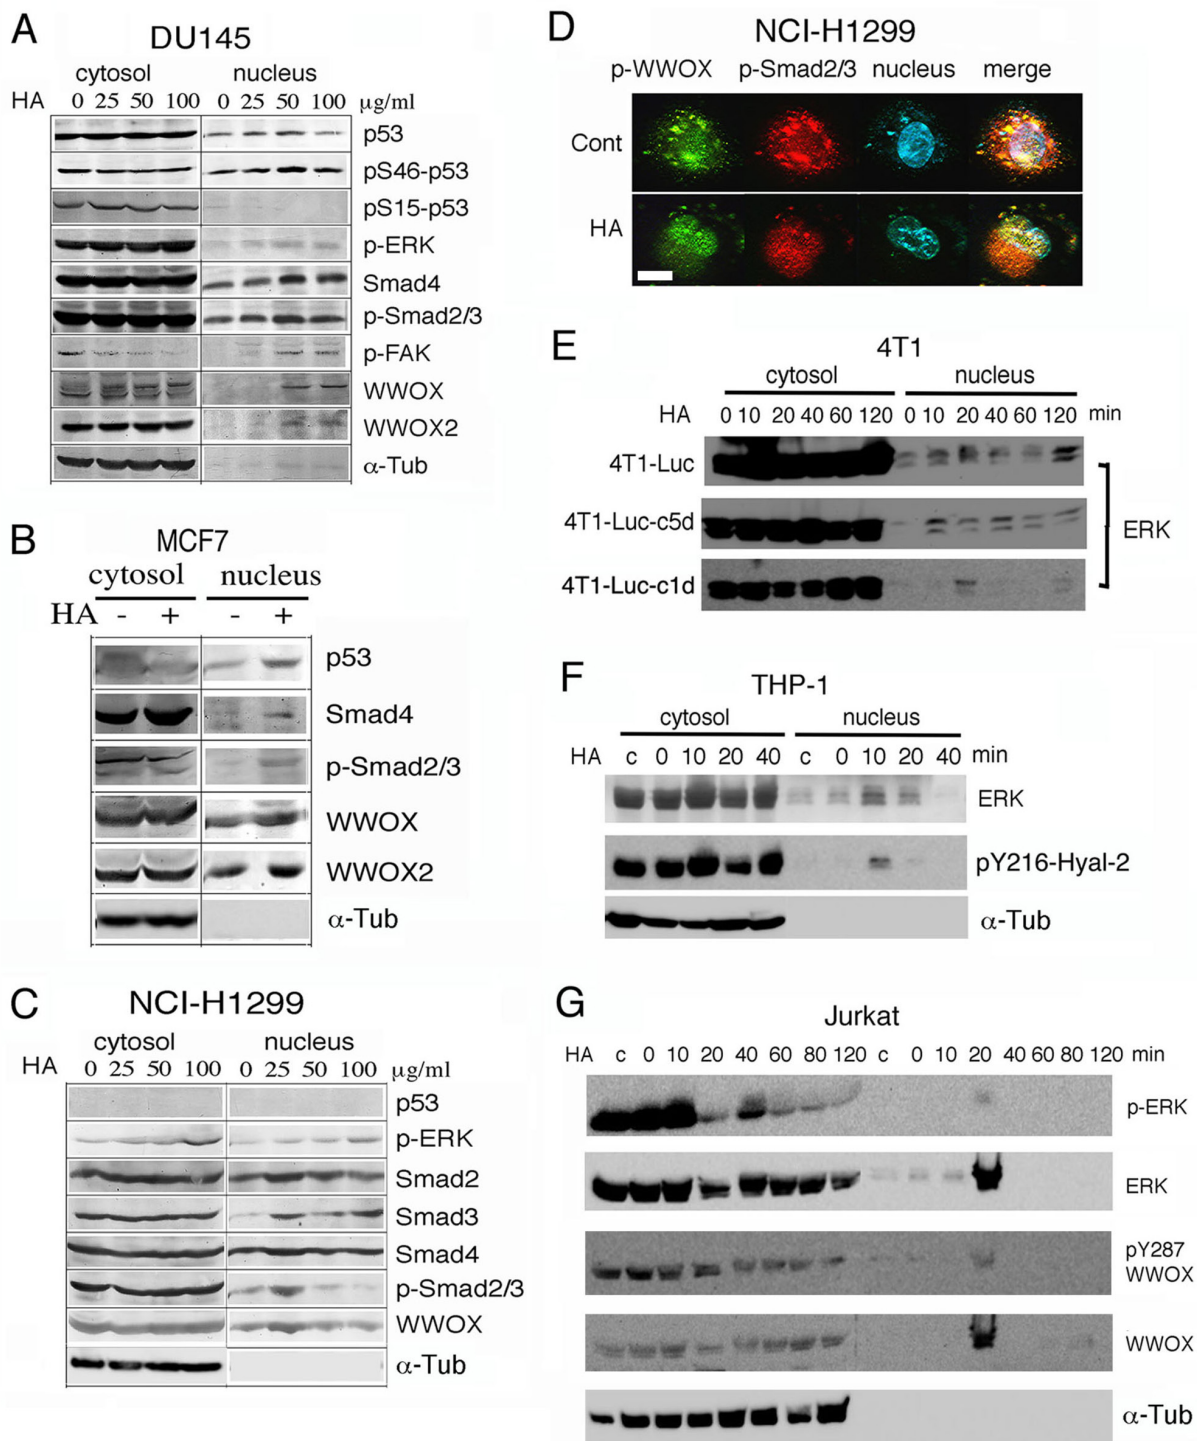 A
DU145
cytosol nucleus
HA 0 25 50 100 0 25 50 100 µg/ml
p53
pS46-p53
pS15-p53
p-ERK
Smad4
p-Smad2/3
p-FAK
WWOX
WWOX2
α-Tub
B
MCF7
cytosol nucleus
HA - + - +
p53
Smad4
p-Smad2/3
WWOX
WWOX2
α-Tub
C
NCI-H1299
cytosol nucleus
HA 0 25 50 100 0 25 50 100 µg/ml
p53
p-ERK
Smad2
Smad3
Smad4
p-Smad2/3
WWOX
α-Tub
D
NCI-H1299
p-WWOX p-Smad2/3 nucleus merge
Cont
HA
E
4T1
cytosol nucleus
HA 0 10 20 40 60 120 0 10 20 40 60 120 min
4T1-Luc
4T1-Luc-c5d
4T1-Luc-c1d
ERK
F
THP-1
cytosol nucleus
HA c 0 10 20 40 c 0 10 20 40 min
ERK
pY216-Hyal-2
α-Tub
G
Jurkat
HA c 0 10 20 40 60 80 120 c 0 10 20 40 60 80 120 min
p-ERK
ERK
pY287
WWOX
WWOX
α-Tub